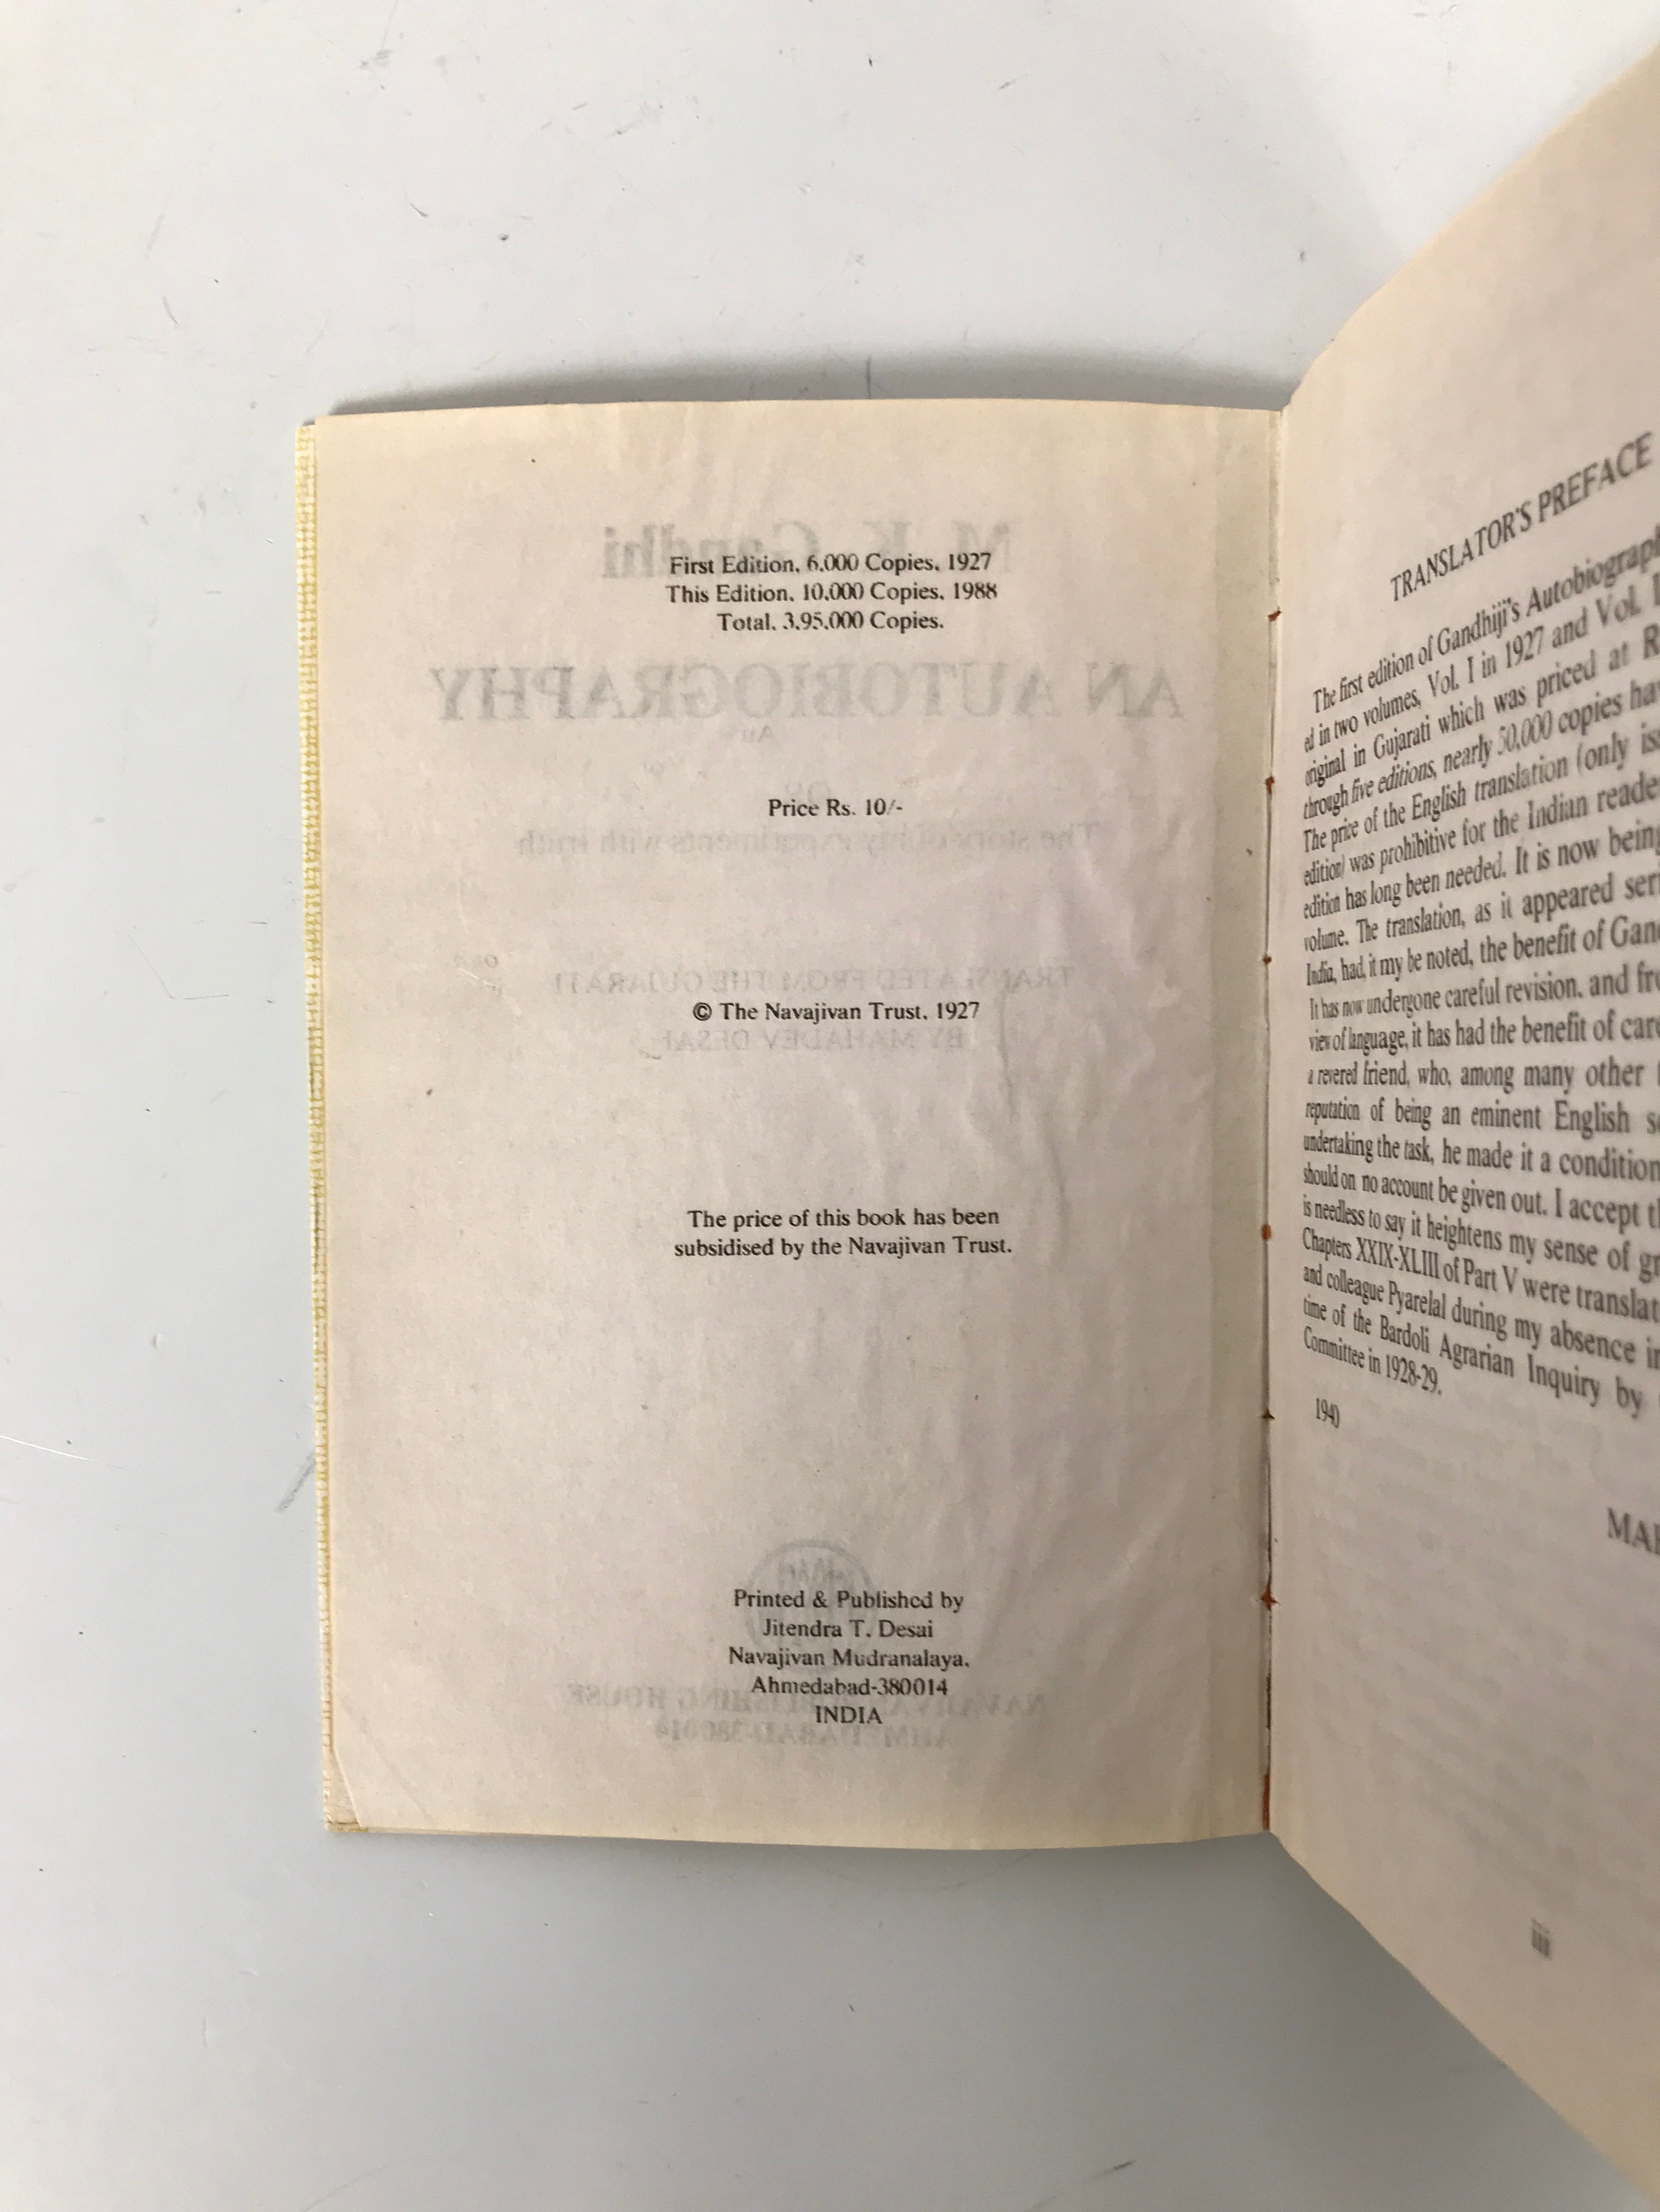 First Edition, 6,000 Copies, 1927
This Edition, 10,000 Copies, 1988
Total, 3,95,000 Copies.
Price Rs. 10/-
© The Navajivan Trust, 1927
The price of this book has been
subsidised by the Navajivan Trust.
Printed & Published by
Jitendra T. Desai
Navajivan Mudranalaya,
Ahmedabad-380014
INDIA
TRANSLATOR'S PREFACE
The first edition of Gandhiji's
ed in two volumes, Vol. I in 1927 and Vol.
original in Gujarati which was priced at
through five editions, nearly 50,000 copies
The price of the English translation (only
edition) was prohibitive for the Indian
edition has long been needed. It is now being
volume. The translation, as it appeared
India, had, it my be noted, the benefit of
It has now undergone careful revision, and
view of language, it has had the benefit of
a revered friend, who, among many other
reputation of being an eminent English
undertaking the task, he made it a condition
should on no account be given out. I accept
is needless to say it heightens my sense of
Chapters XXIX-XLIII of Part V were
and colleague Pyarelal during my absence
time of the Bardoli Agrarian Inquiry by
Committee in 1928-29.
1940
iii